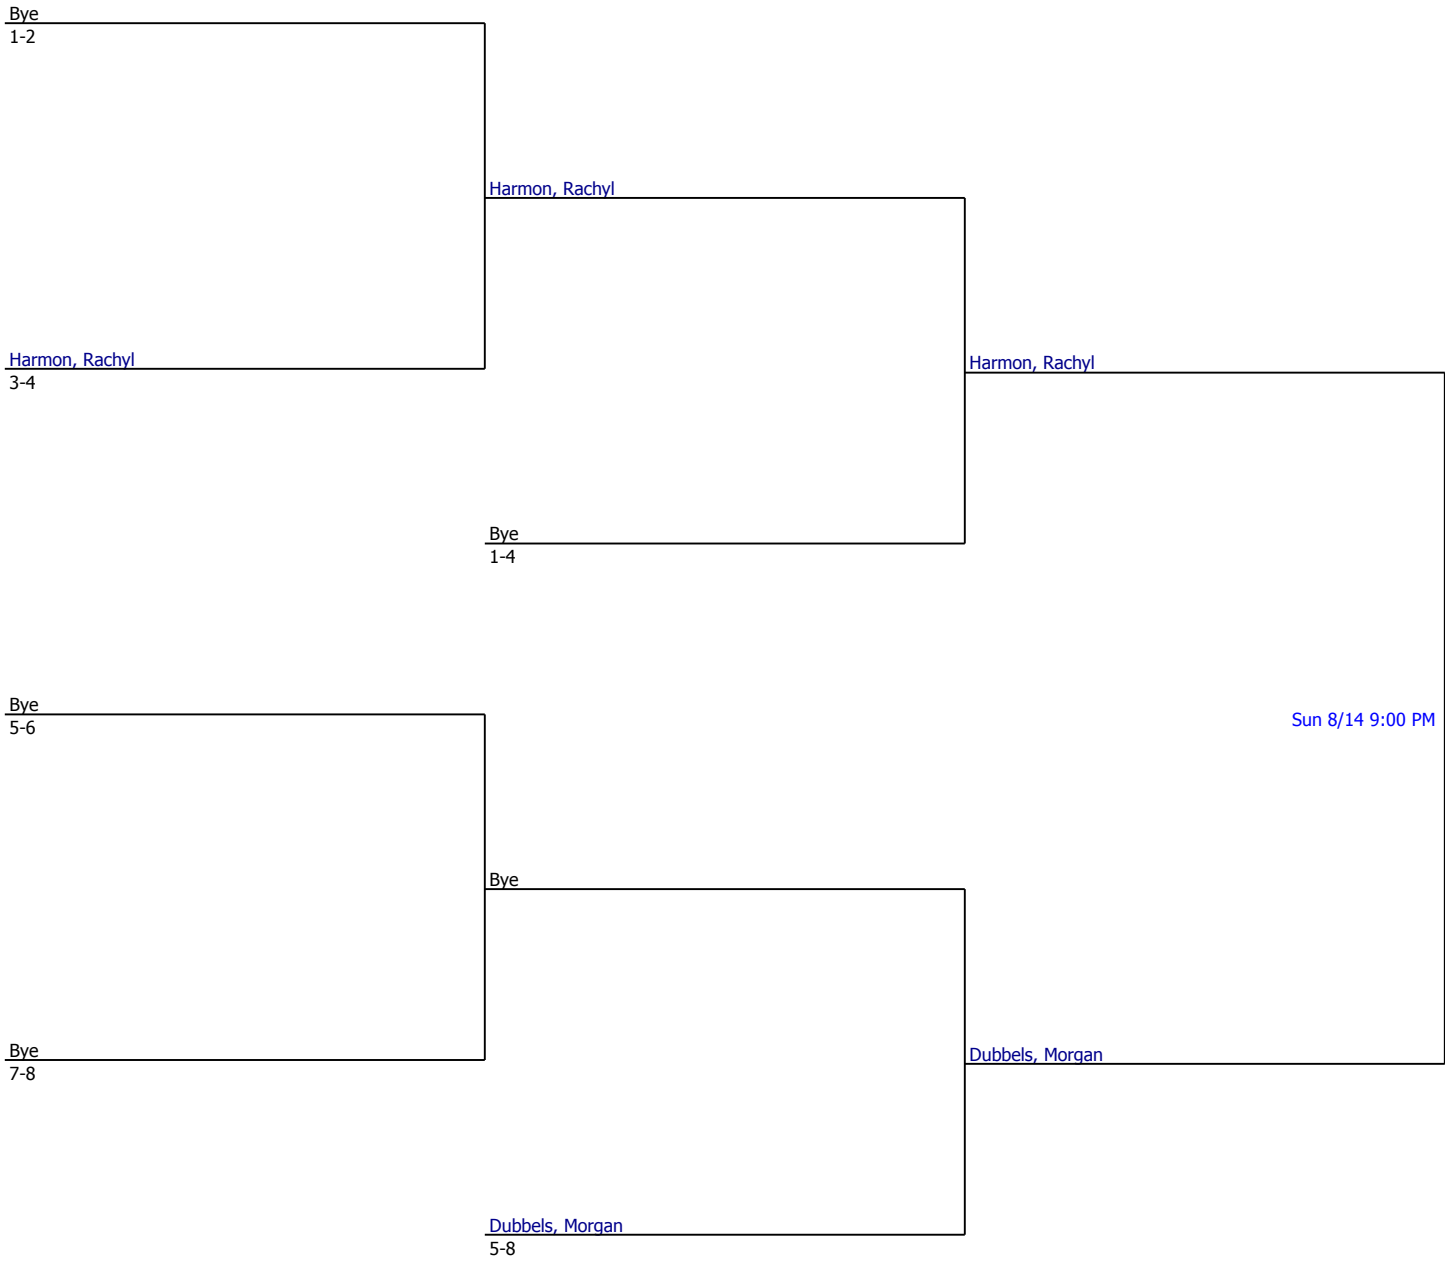 Bye
1-2
Harmon, Rachyl
Harmon, Rachyl
3-4
Harmon, Rachyl
Bye
1-4
Bye
5-6
Sun 8/14 9:00 PM
Bye
Bye
7-8
Dubbels, Morgan
Dubbels, Morgan
5-8